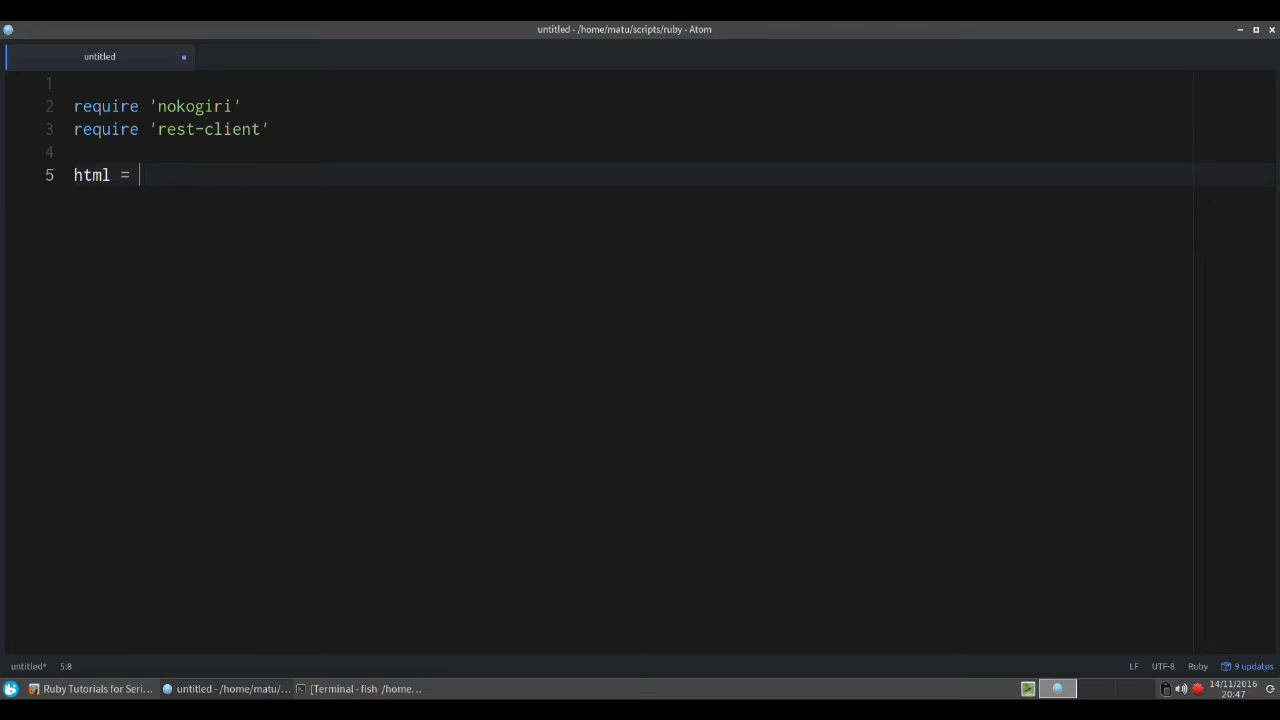 untitled - /home/matu/scripts/ruby - Atom
untitled
1
2 require 'nokogiri'
3 require 'rest-client'
4
5 html =
untitled* 5:8 LF UTF-8 Ruby 9 updates
Ruby Tutorials for Seri... untitled - /home/matu/... [Terminal - fish /home... 14/11/2016
20:47